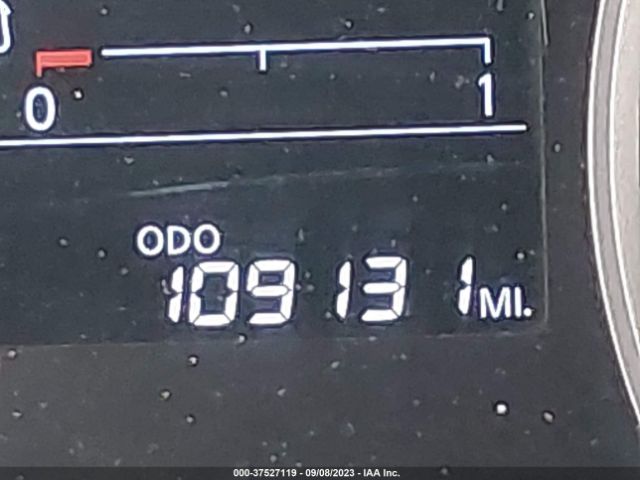 0 1
ODO
109131 MI.
000-37527119 - 09/08/2023 - IAA Inc.